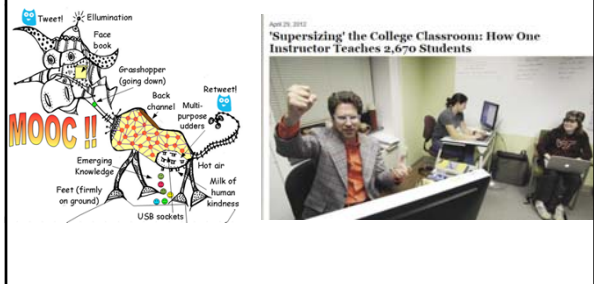 Tweet!
Ellumination
Face
book
Grasshopper
(going down)
Back
channel
Multi-
purpose
udders
Retweet!
MOOC !!
Emerging
Knowledge
Hot air
Feet (firmly
on ground)
Milk of
human
kindness
USB sockets
April 29, 2012
'Supersizing' the College Classroom: How One
Instructor Teaches 2,670 Students